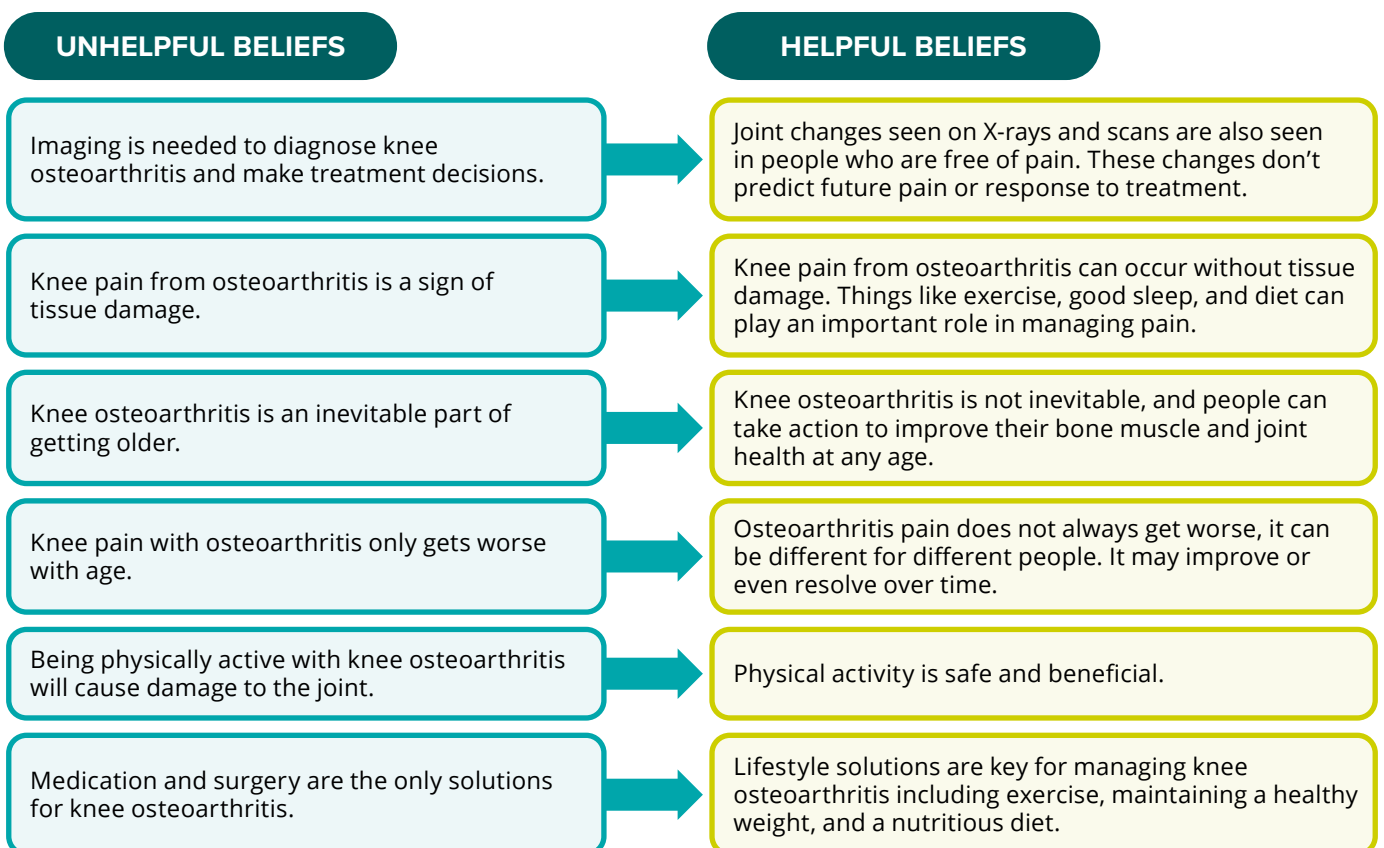 UNHELPFUL BELIEFS
HELPFUL BELIEFS
Imaging is needed to diagnose knee
osteoarthritis and make treatment decisions.
Joint changes seen on X-rays and scans are also seen
in people who are free of pain. These changes don’t
predict future pain or response to treatment.
Knee pain from osteoarthritis is a sign of
tissue damage.
Knee pain from osteoarthritis can occur without tissue
damage. Things like exercise, good sleep, and diet can
play an important role in managing pain.
Knee osteoarthritis is an inevitable part of
getting older.
Knee osteoarthritis is not inevitable, and people can
take action to improve their bone muscle and joint
health at any age.
Knee pain with osteoarthritis only gets worse
with age.
Osteoarthritis pain does not always get worse, it can
be different for different people. It may improve or
even resolve over time.
Being physically active with knee osteoarthritis
will cause damage to the joint.
Physical activity is safe and beneficial.
Medication and surgery are the only solutions
for knee osteoarthritis.
Lifestyle solutions are key for managing knee
osteoarthritis including exercise, maintaining a healthy
weight, and a nutritious diet.